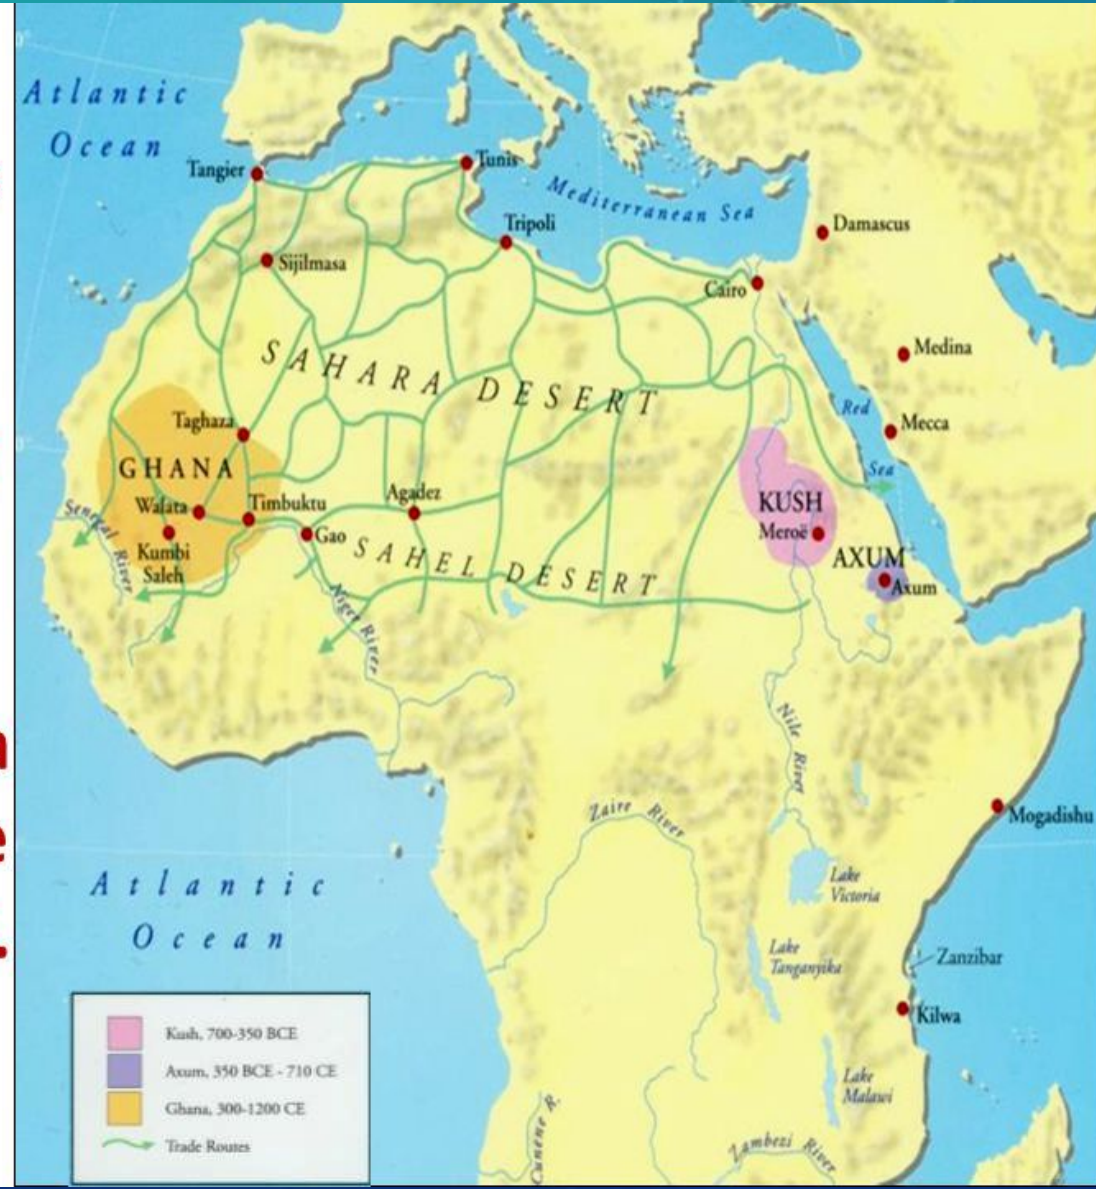 Atlantic
Ocean
Tangier
Tunis
Mediterranean Sea
Tripoli
Damascus
Sijilmasa
Cairo
Medina
SAHARA DESERT
Red
Sea
Mecca
Taghaza
GHANA
Walata
Timbuktu
Agadez
KUSH
Meroë
Senegal River
Kumbi
Saleh
Gao
SAHEL DESERT
AXUM
Axum
Niger River
Nile River
Zaire River
Mogadishu
Atlantic
Ocean
Lake
Victoria
Lake
Tanganyika
Zanzibar
Kilwa
Lake
Malawi
Cunene R.
Zambezi River
Kush, 700-350 BCE
Axum, 350 BCE - 710 CE
Ghana, 300-1200 CE
Trade Routes